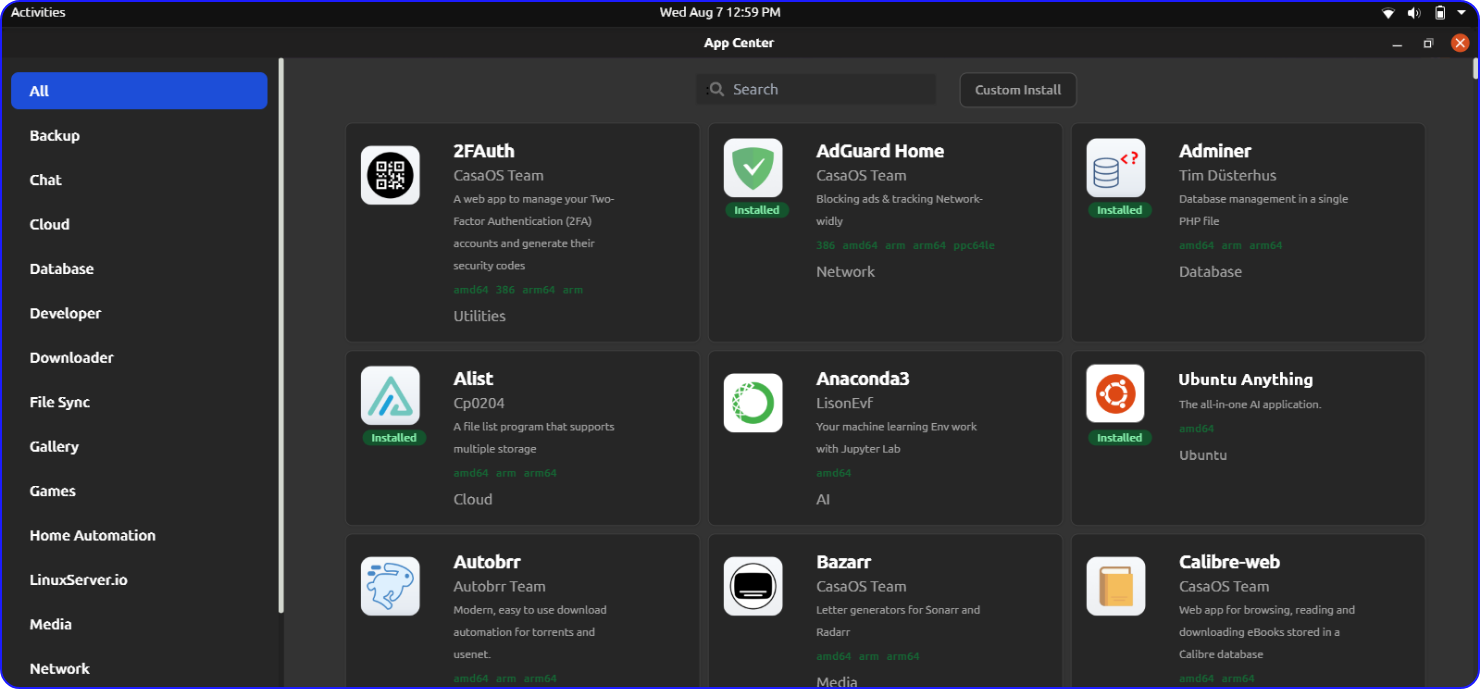 Activities
Wed Aug 7 12:59 PM
App Center
All
Backup
Chat
Cloud
Database
Developer
Downloader
File Sync
Gallery
Games
Home Automation
LinuxServer.io
Media
Network
Search
Custom Install
2FAuth
CasaOS Team
A web app to manage your Two-
Factor Authentication (2FA)
accounts and generate their
security codes
amd64 386 arm64 arm
Utilities
AdGuard Home
CasaOS Team
Installed
Blocking ads & tracking Network-
widly
386 amd64 arm arm64 ppc64le
Network
<?
Adminer
Tim Düsterhus
Installed
Database management in a single
PHP file
amd64 arm arm64
Database
Alist
Cp0204
Installed
A file list program that supports
multiple storage
amd64 arm arm64
Cloud
Anaconda3
LisonEvf
Your machine learning Env work
with Jupyter Lab
amd64
AI
Ubuntu Anything
The all-in-one AI application.
Installed
amd64
Ubuntu
Autobrr
Autobrr Team
Modern, easy to use download
automation for torrents and
usenet.
amd64 arm arm64
Bazarr
CasaOS Team
Letter generators for Sonarr and
Radarr
amd64 arm arm64
Media
Calibre-web
CasaOS Team
Web app for browsing, reading and
downloading eBooks stored in a
Calibre database
amd64 arm64